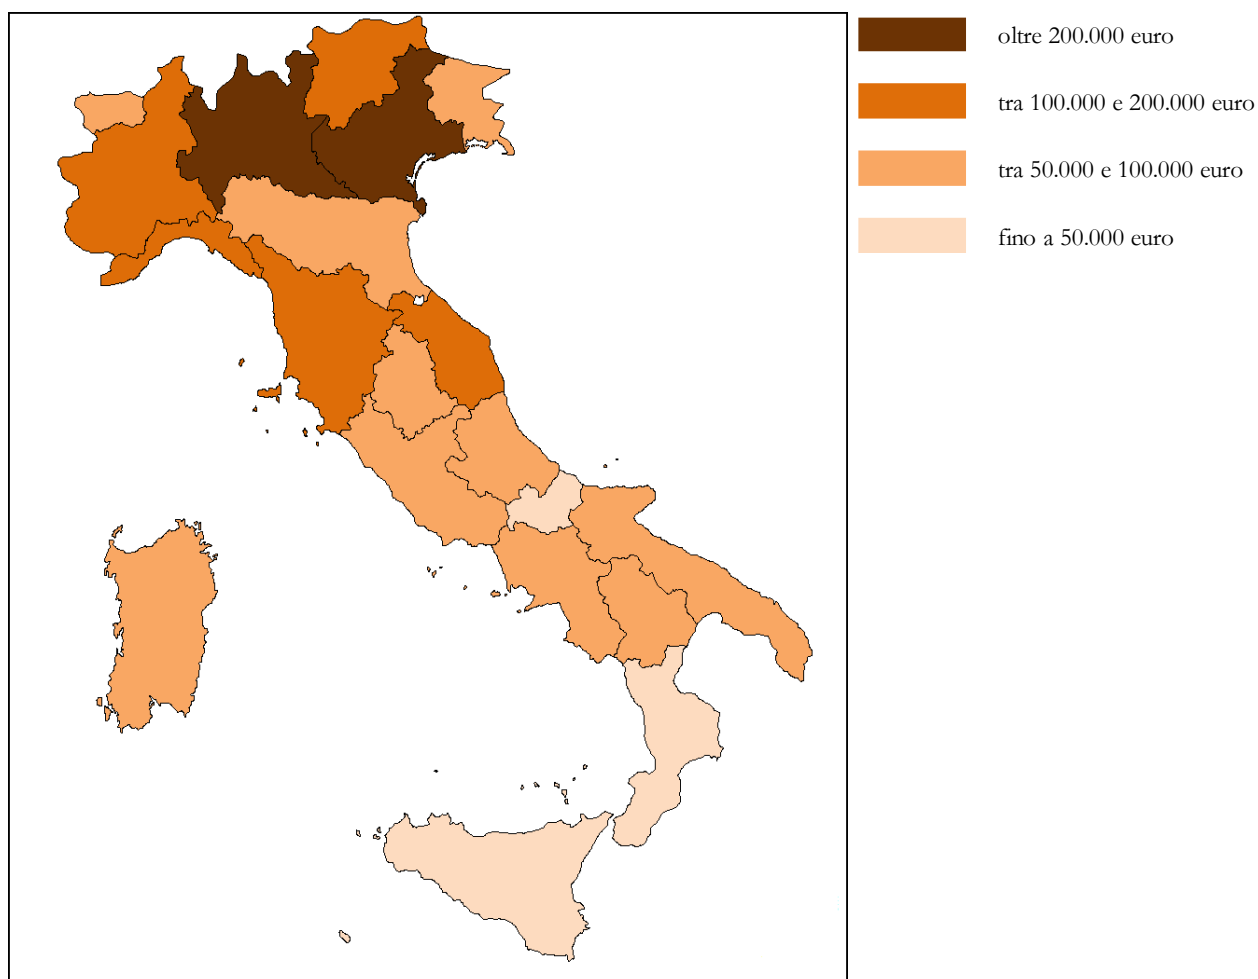 oltre 200.000 euro
tra 100.000 e 200.000 euro
tra 50.000 e 100.000 euro
fino a 50.000 euro